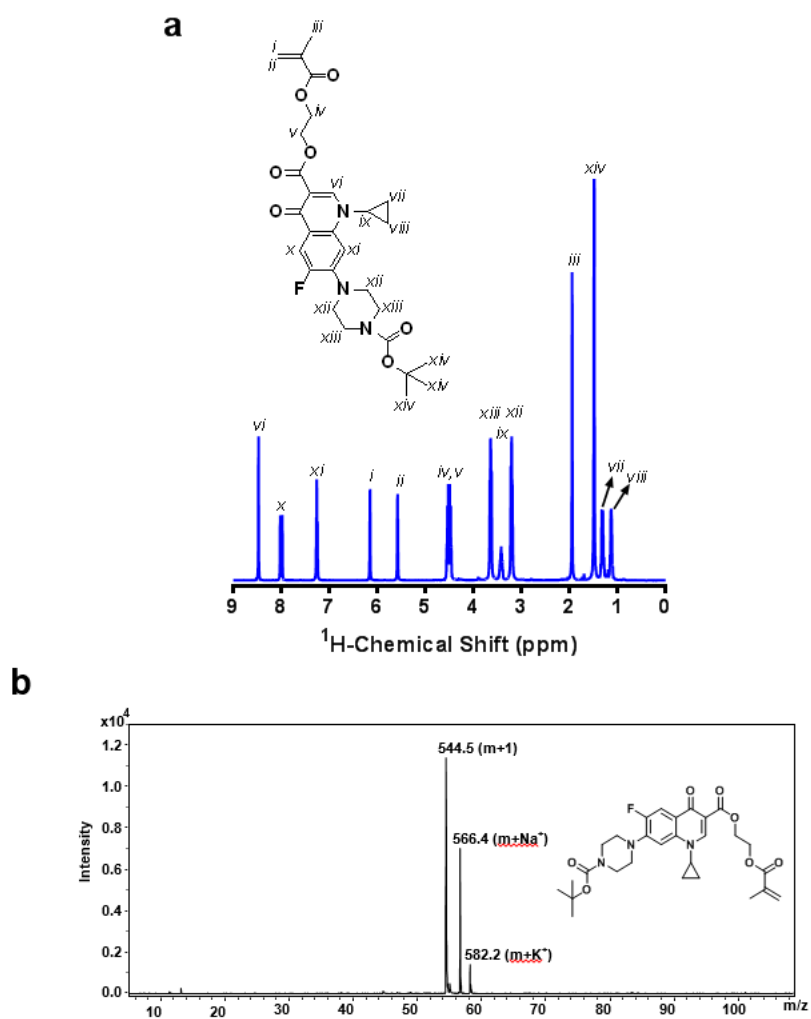 a
iii
i
ii
O
O
iv
v
O
O
vi
vii
O
N
ix
viii
x
xi
F
N
xii
xii
xiii
N
O
xiii
O
xiv
xiv
xiv
xiv
iii
xiii
xii
ix
vi
xi
x
i
ii
iv,v
vii
viii
9 8 7 6 5 4 3 2 1 0
¹H-Chemical Shift (ppm)
b
x10⁴
1.2
1.0
0.8
0.6
0.4
0.2
0.0
Intensity
544.5 (m+1)
566.4 (m+Na⁺)
582.2 (m+K⁺)
O O
F
O
N N
O
N
O
O
O
10 20 30 40 50 60 70 80 90 100 m/z